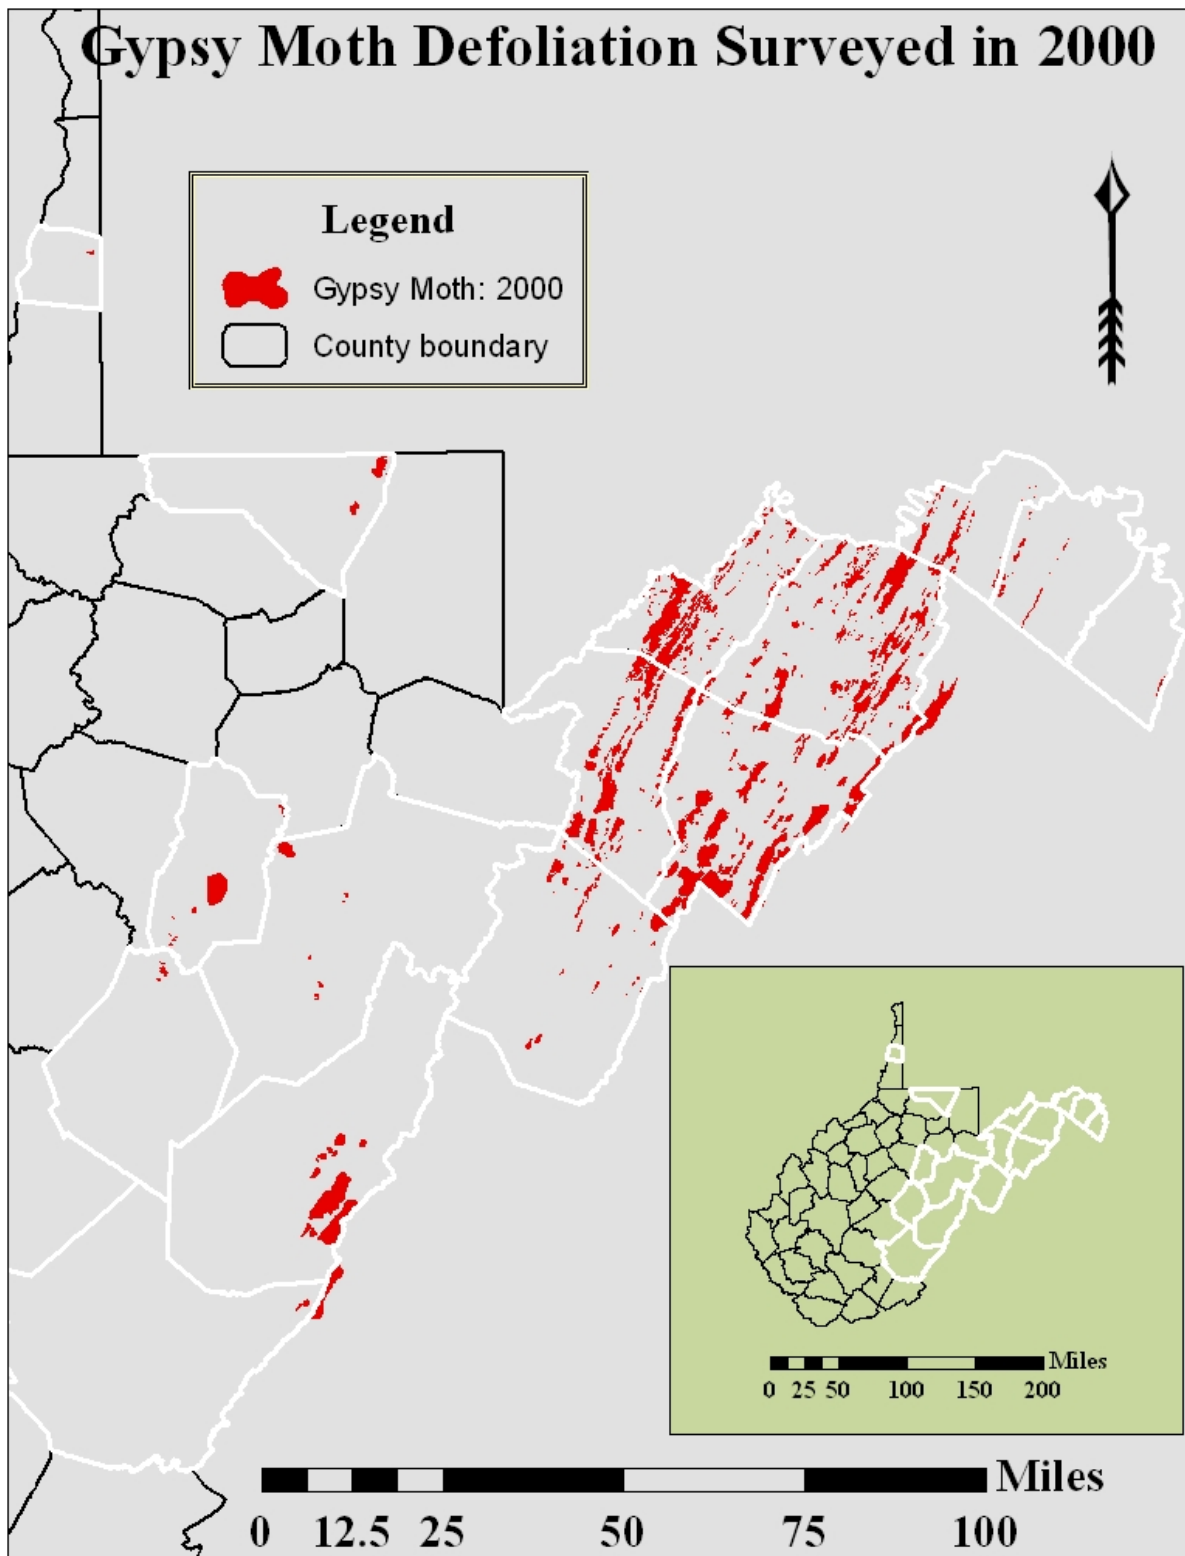 Gypsy Moth Defoliation Surveyed in 2000
Legend
Gypsy Moth: 2000
County boundary
Miles
0 25 50 100 150 200
Miles
0 12.5 25 50 75 100